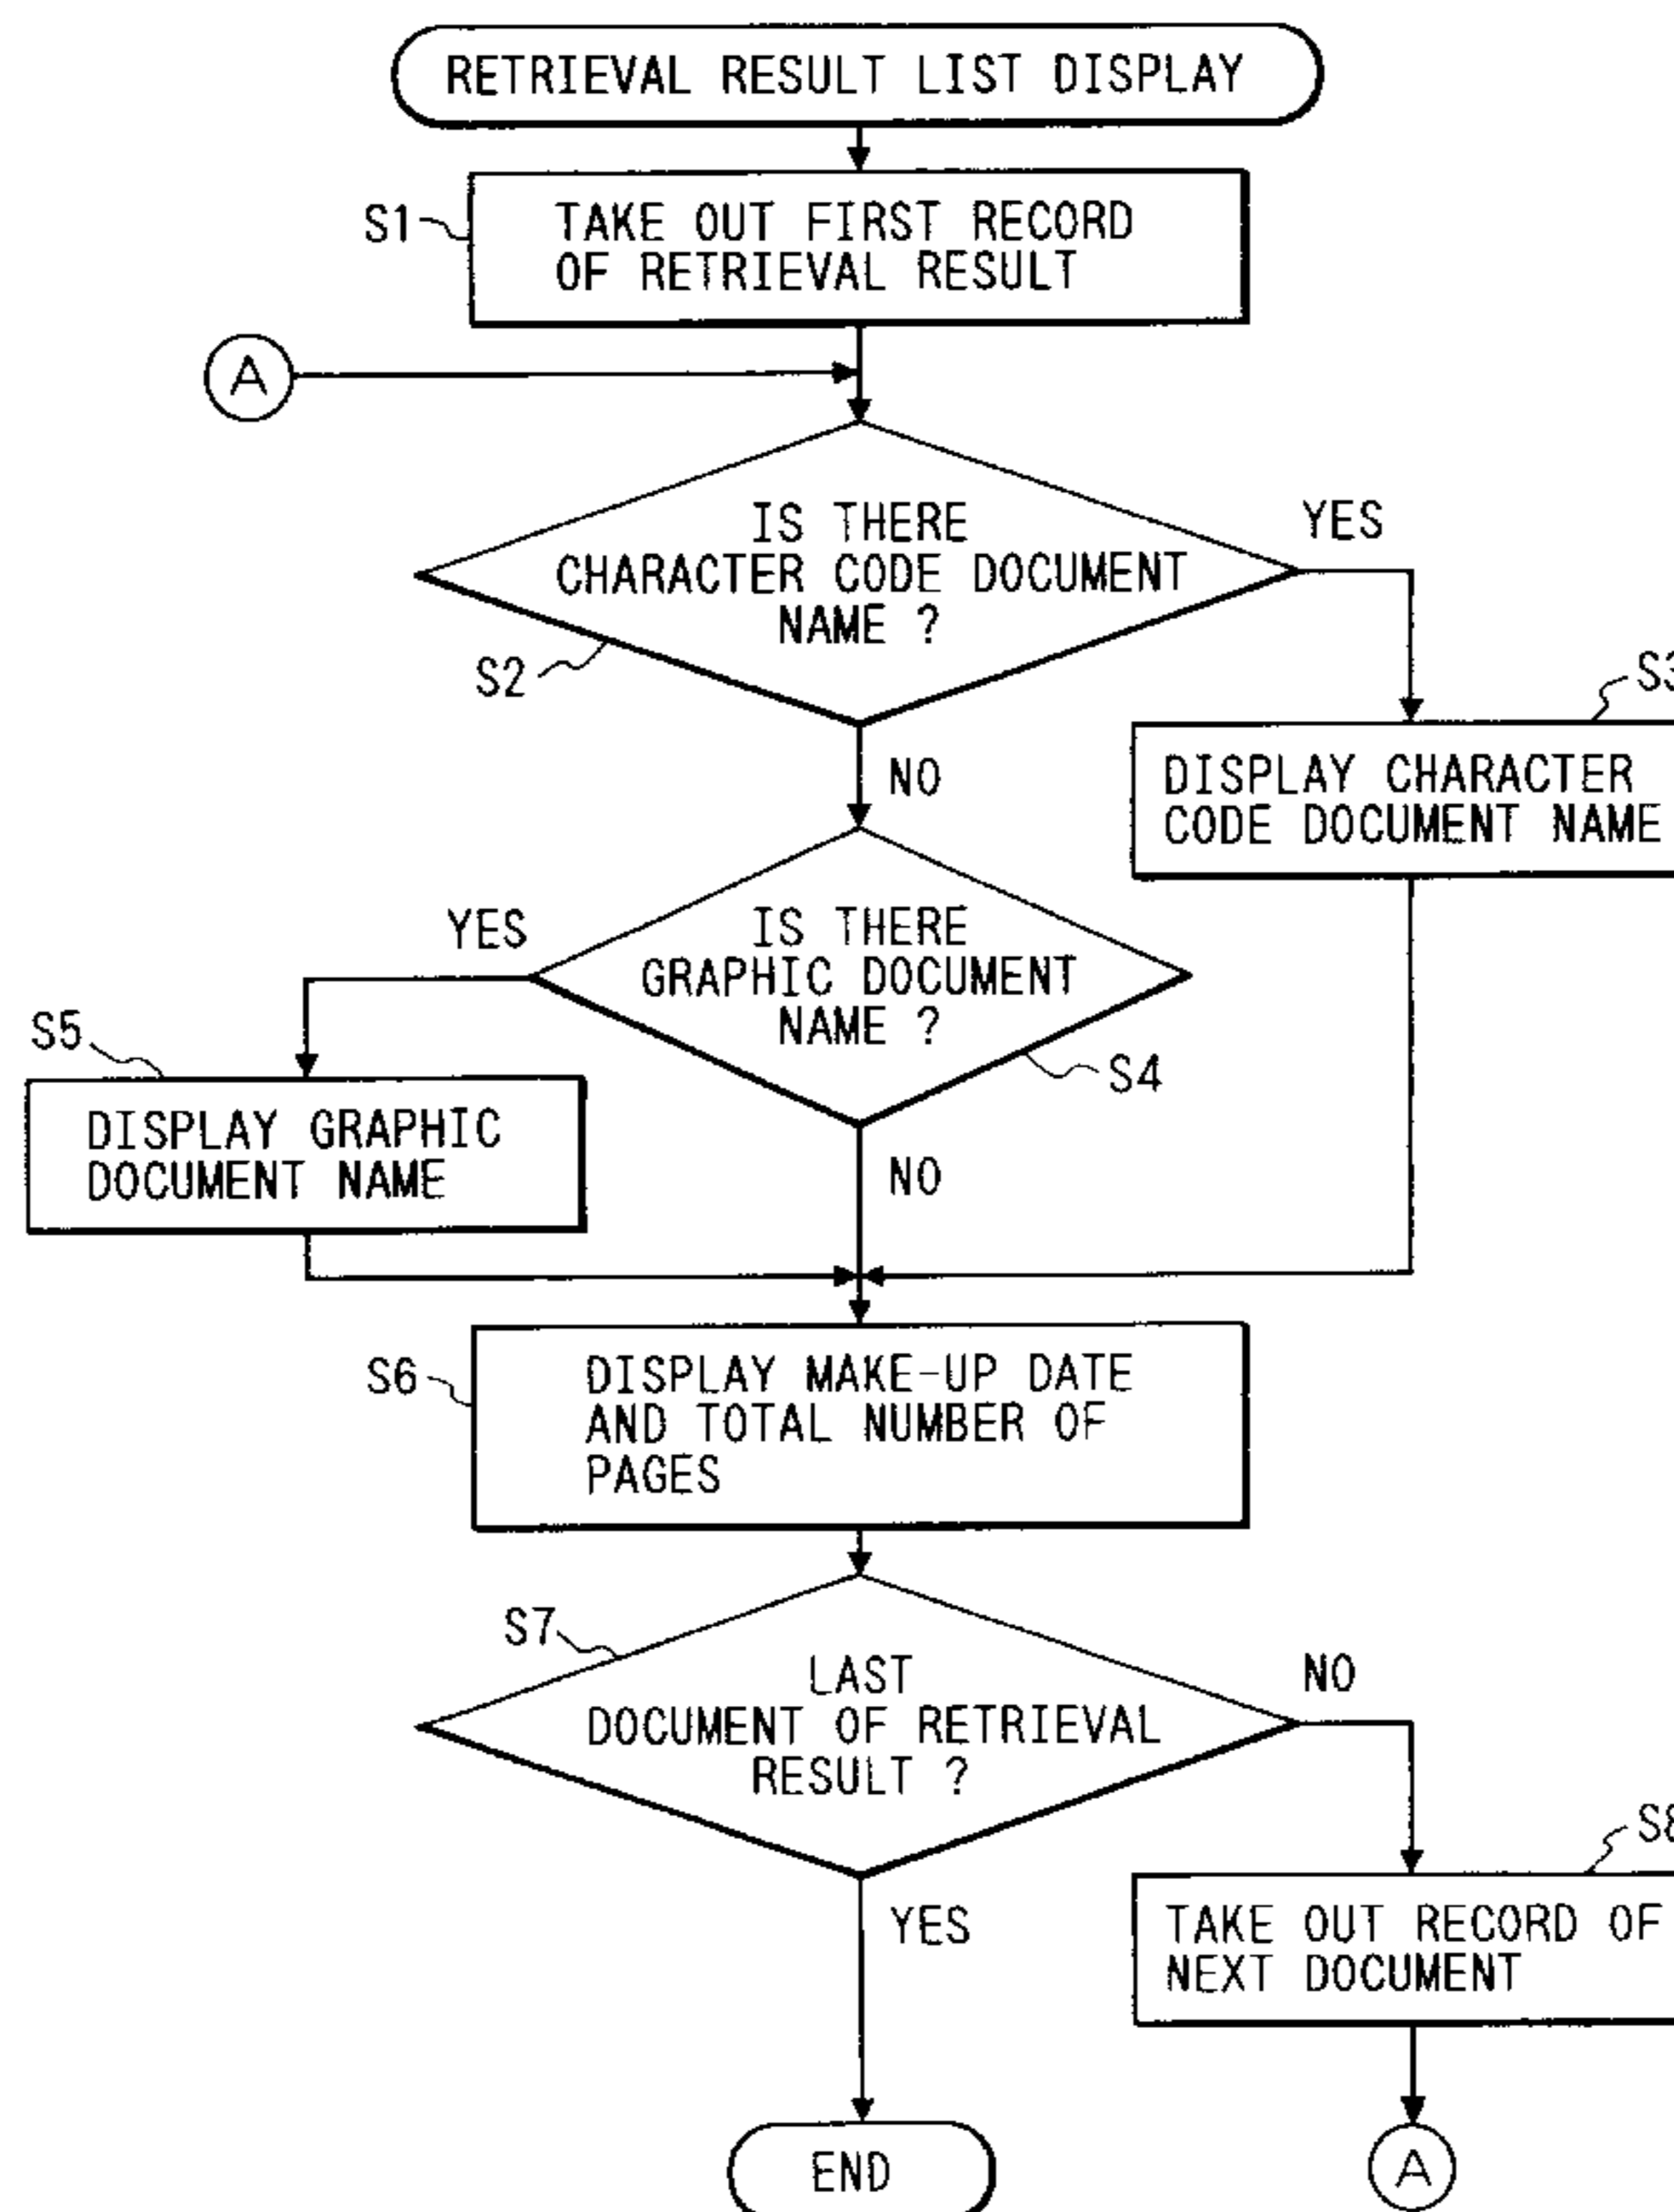 RETRIEVAL RESULT LIST DISPLAY
S1
TAKE OUT FIRST RECORD
OF RETRIEVAL RESULT
A
IS THERE
CHARACTER CODE DOCUMENT
NAME ?
YES
S2
S3
NO
DISPLAY CHARACTER
CODE DOCUMENT NAME
YES
IS THERE
GRAPHIC DOCUMENT
NAME ?
S5
S4
DISPLAY GRAPHIC
DOCUMENT NAME
NO
S6
DISPLAY MAKE-UP DATE
AND TOTAL NUMBER OF
PAGES
S7
LAST
DOCUMENT OF RETRIEVAL
RESULT ?
NO
S8
YES
TAKE OUT RECORD OF
NEXT DOCUMENT
END
A